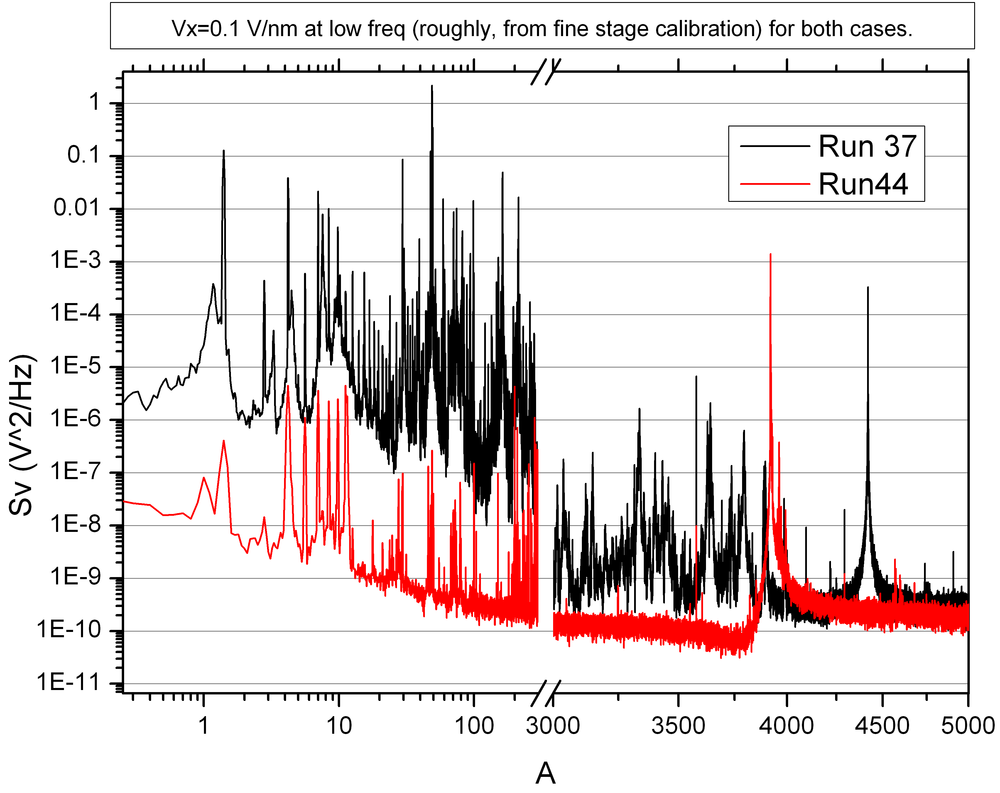 Vx=0.1 V/nm at low freq (roughly, from fine stage calibration) for both cases.
Run 37
Run44
Sv (V^2/Hz)
1
0.1
0.01
1E-3
1E-4
1E-5
1E-6
1E-7
1E-8
1E-9
1E-10
1E-11
1 10 100 3000 3500 4000 4500 5000
A